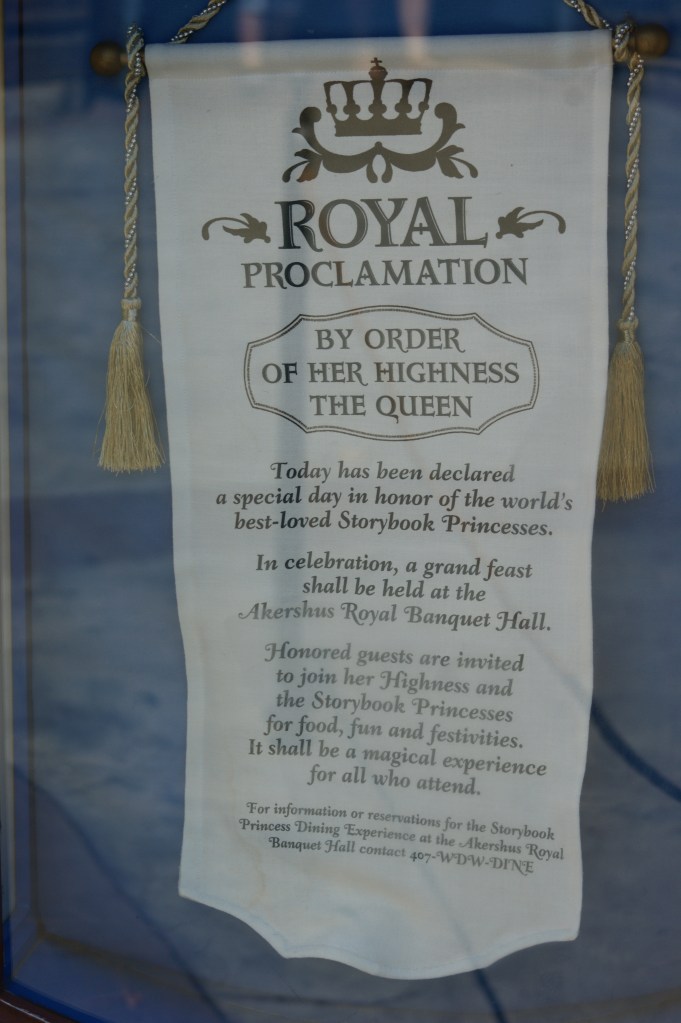 ROYAL
PROCLAMATION
BY ORDER
OF HER HIGHNESS
THE QUEEN
Today has been declared
a special day in honor of the world's
best-loved Storybook Princesses.
In celebration, a grand feast
shall be held at the
Akershus Royal Banquet Hall.
Honored guests are invited
to join her Highness and
the Storybook Princesses
for food, fun and festivities.
It shall be a magical experience
for all who attend.
For information or reservations for the Storybook
Princess Dining Experience at the Akershus Royal
Banquet Hall contact 407-WDW-DINE